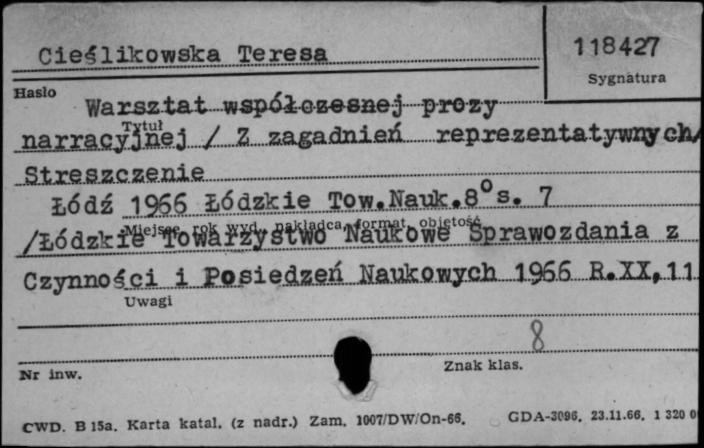 Cieślikowska Teresa
118427
Sygnatura
Hasło
Warsztat współczesnej prozy
Tytuł
narracyjnej / Z zagadnień reprezentatywnych/
Streszczenie
Łódź 1966 Łódzkie Tow.Nauk.8° s. 7
Miejsce, rok wyd., nakładca, format, objętość
/Łódzkie Towarzystwo Naukowe Sprawozdania z
Czynności i Posiedzeń Naukowych 1966 R.XX,11
Uwagi
8
Nr inw.
Znak klas.
CWD. B 15a. Karta katal. (z nadr.) Zam. 1007/DW/On-66. GDA-3096. 23.11.66. 1 320 0